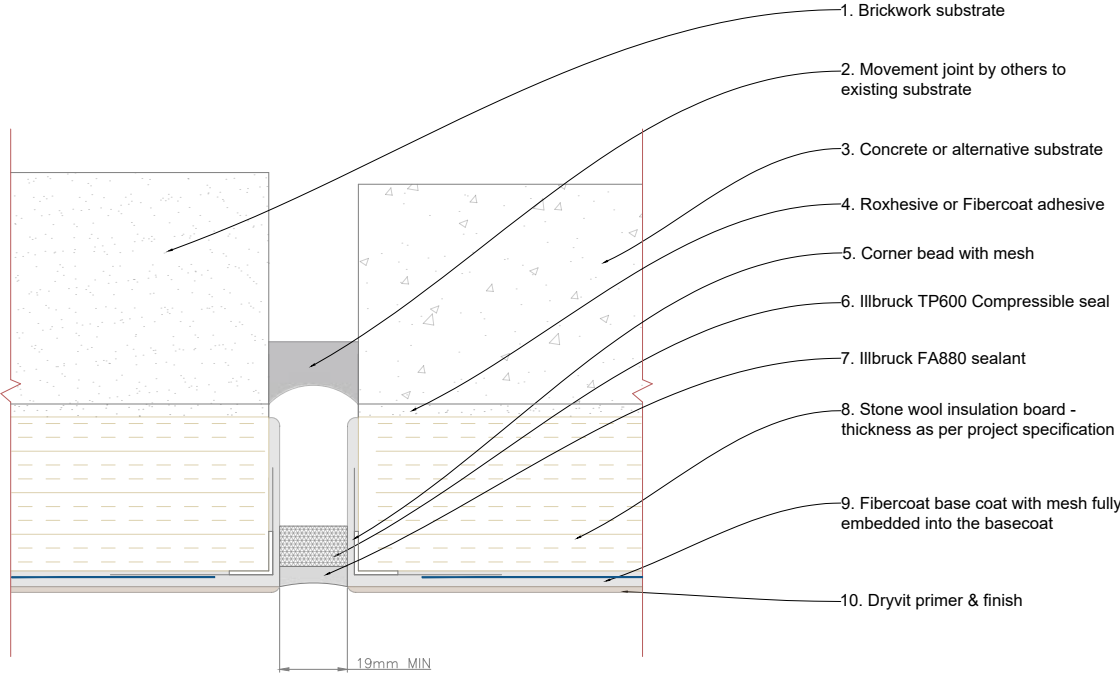 1. Brickwork substrate
2. Movement joint by others to
existing substrate
3. Concrete or alternative substrate
4. Roxhesive or Fibercoat adhesive
5. Corner bead with mesh
6. Illbruck TP600 Compressible seal
7. Illbruck FA880 sealant
8. Stone wool insulation board -
thickness as per project specification
9. Fibercoat base coat with mesh fully
embedded into the basecoat
10. Dryvit primer & finish
19mm MIN